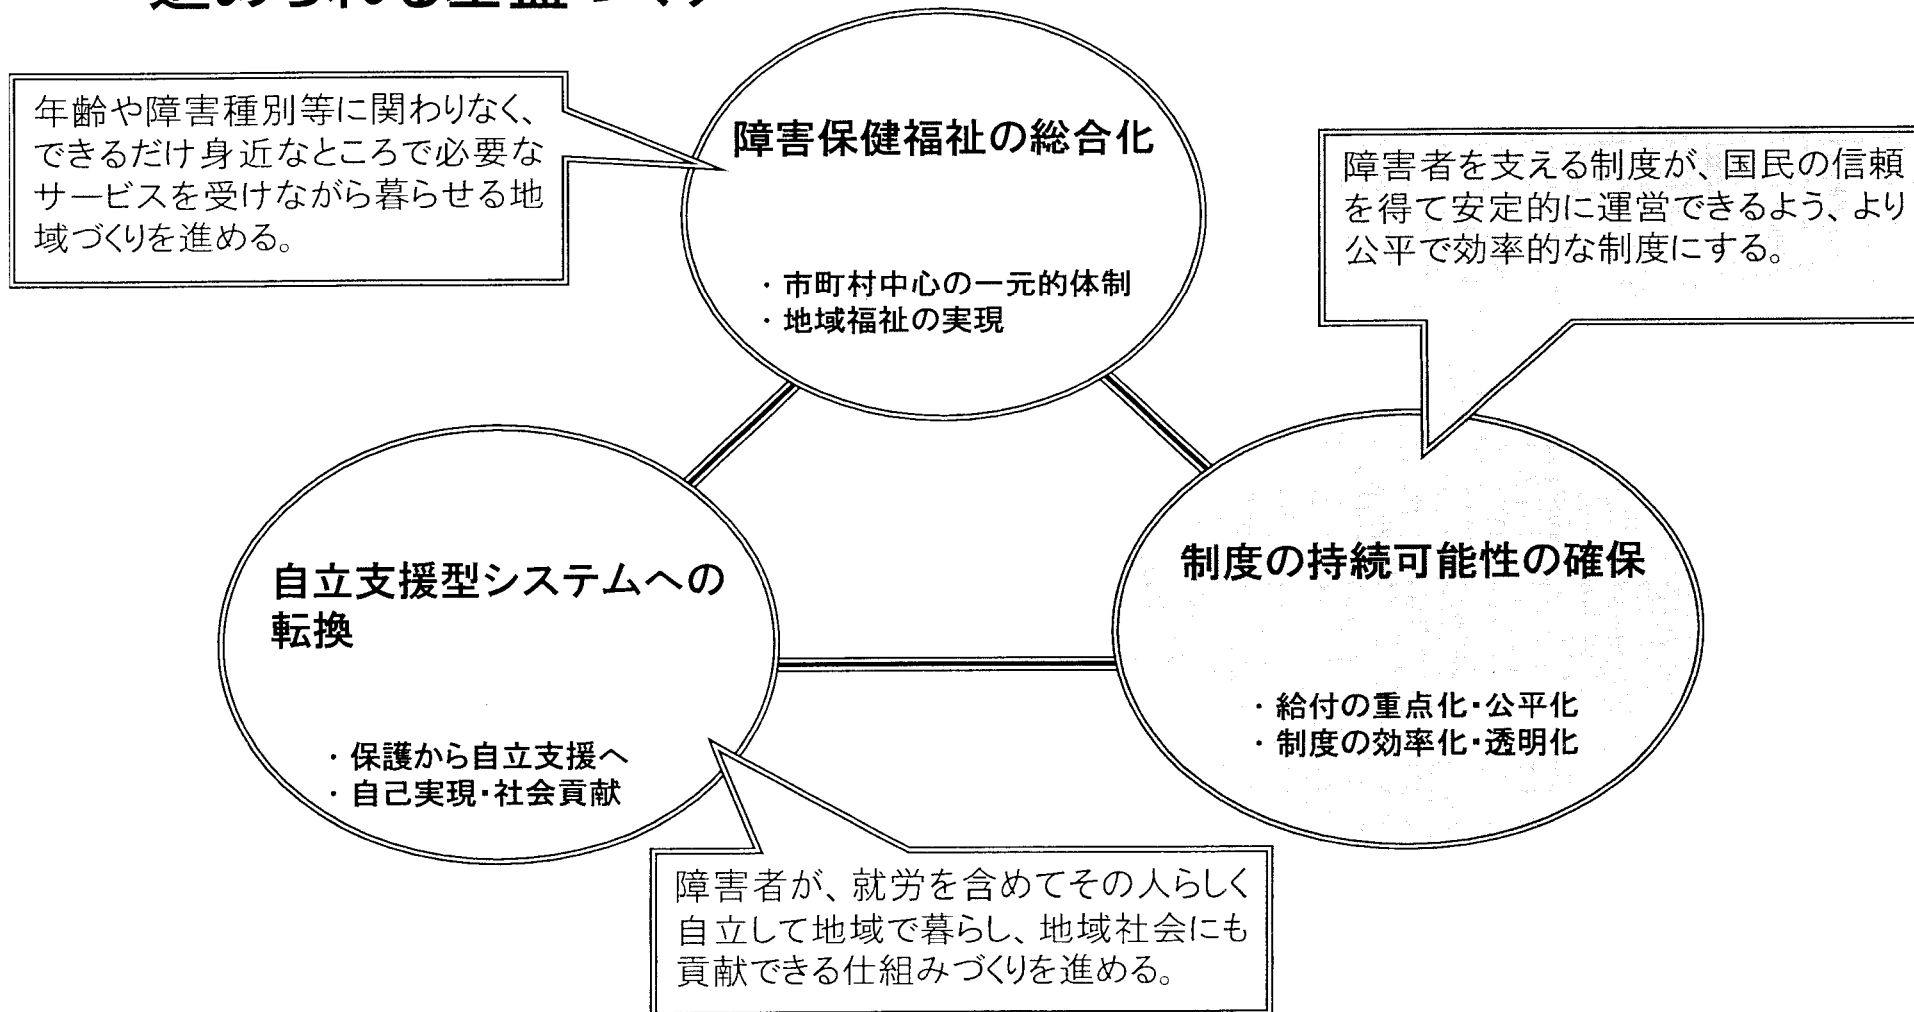 年齢や障害種別等に関わりなく、
できるだけ身近なところで必要な
サービスを受けながら暮らせる地
域づくりを進める。
障害保健福祉の総合化
・市町村中心の一元的体制
・地域福祉の実現
障害者を支える制度が、国民の信頼
を得て安定的に運営できるよう、より
公平で効率的な制度にする。
自立支援型システムへの
転換
・保護から自立支援へ
・自己実現・社会貢献
制度の持続可能性の確保
・給付の重点化・公平化
・制度の効率化・透明化
障害者が、就労を含めてその人らしく
自立して地域で暮らし、地域社会にも
貢献できる仕組みづくりを進める。